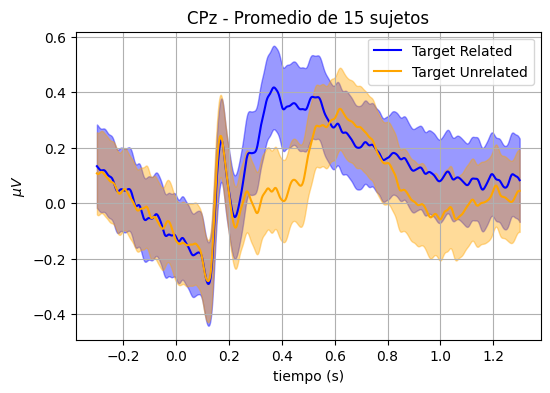 CPz - Promedio de 15 sujetos
Target Related
Target Unrelated
μV
0.6
0.4
0.2
0.0
−0.2
−0.4
−0.2 0.0 0.2 0.4 0.6 0.8 1.0 1.2
tiempo (s)